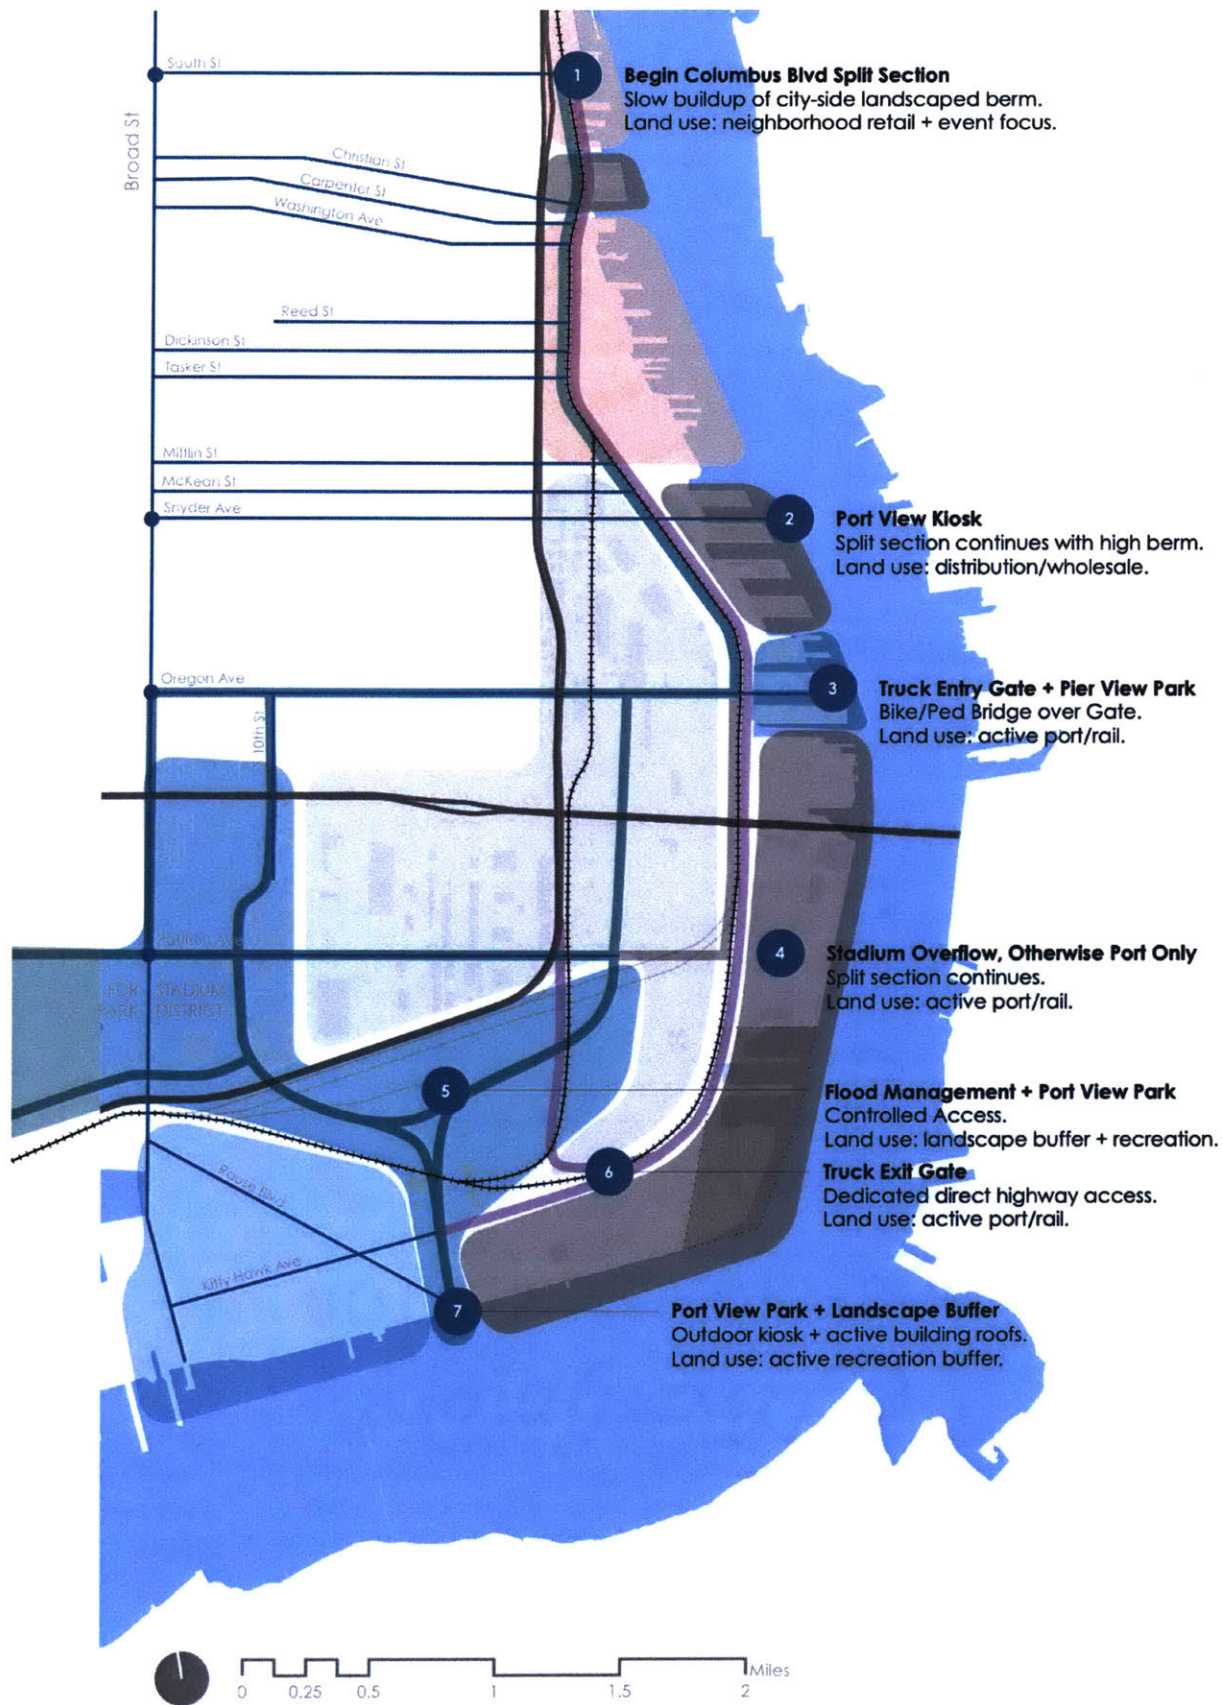 South St
1
Begin Columbus Blvd Split Section
Slow buildup of city-side landscaped berm.
Land use: neighborhood retail + event focus.
Broad St
Christian St
Carpenter St
Washington Ave
Reed St
Dickinson St
Tasker St
Mifflin St
McKean St
Snyder Ave
2
Port View Kiosk
Split section continues with high berm.
Land use: distribution/wholesale.
Oregon Ave
3
Truck Entry Gate + Pier View Park
Bike/Ped Bridge over Gate.
Land use: active port/rail.
10th St
Pattison Ave
4
Stadium Overflow, Otherwise Port Only
Split section continues.
Land use: active port/rail.
FDR PARK
STADIUM DISTRICT
5
Flood Management + Port View Park
Controlled Access.
Land use: landscape buffer + recreation.
6
Truck Exit Gate
Dedicated direct highway access.
Land use: active port/rail.
Rouse Blvd
Kitty Hawk Ave
7
Port View Park + Landscape Buffer
Outdoor kiosk + active building roofs.
Land use: active recreation buffer.
Miles
0 0.25 0.5 1 1.5 2